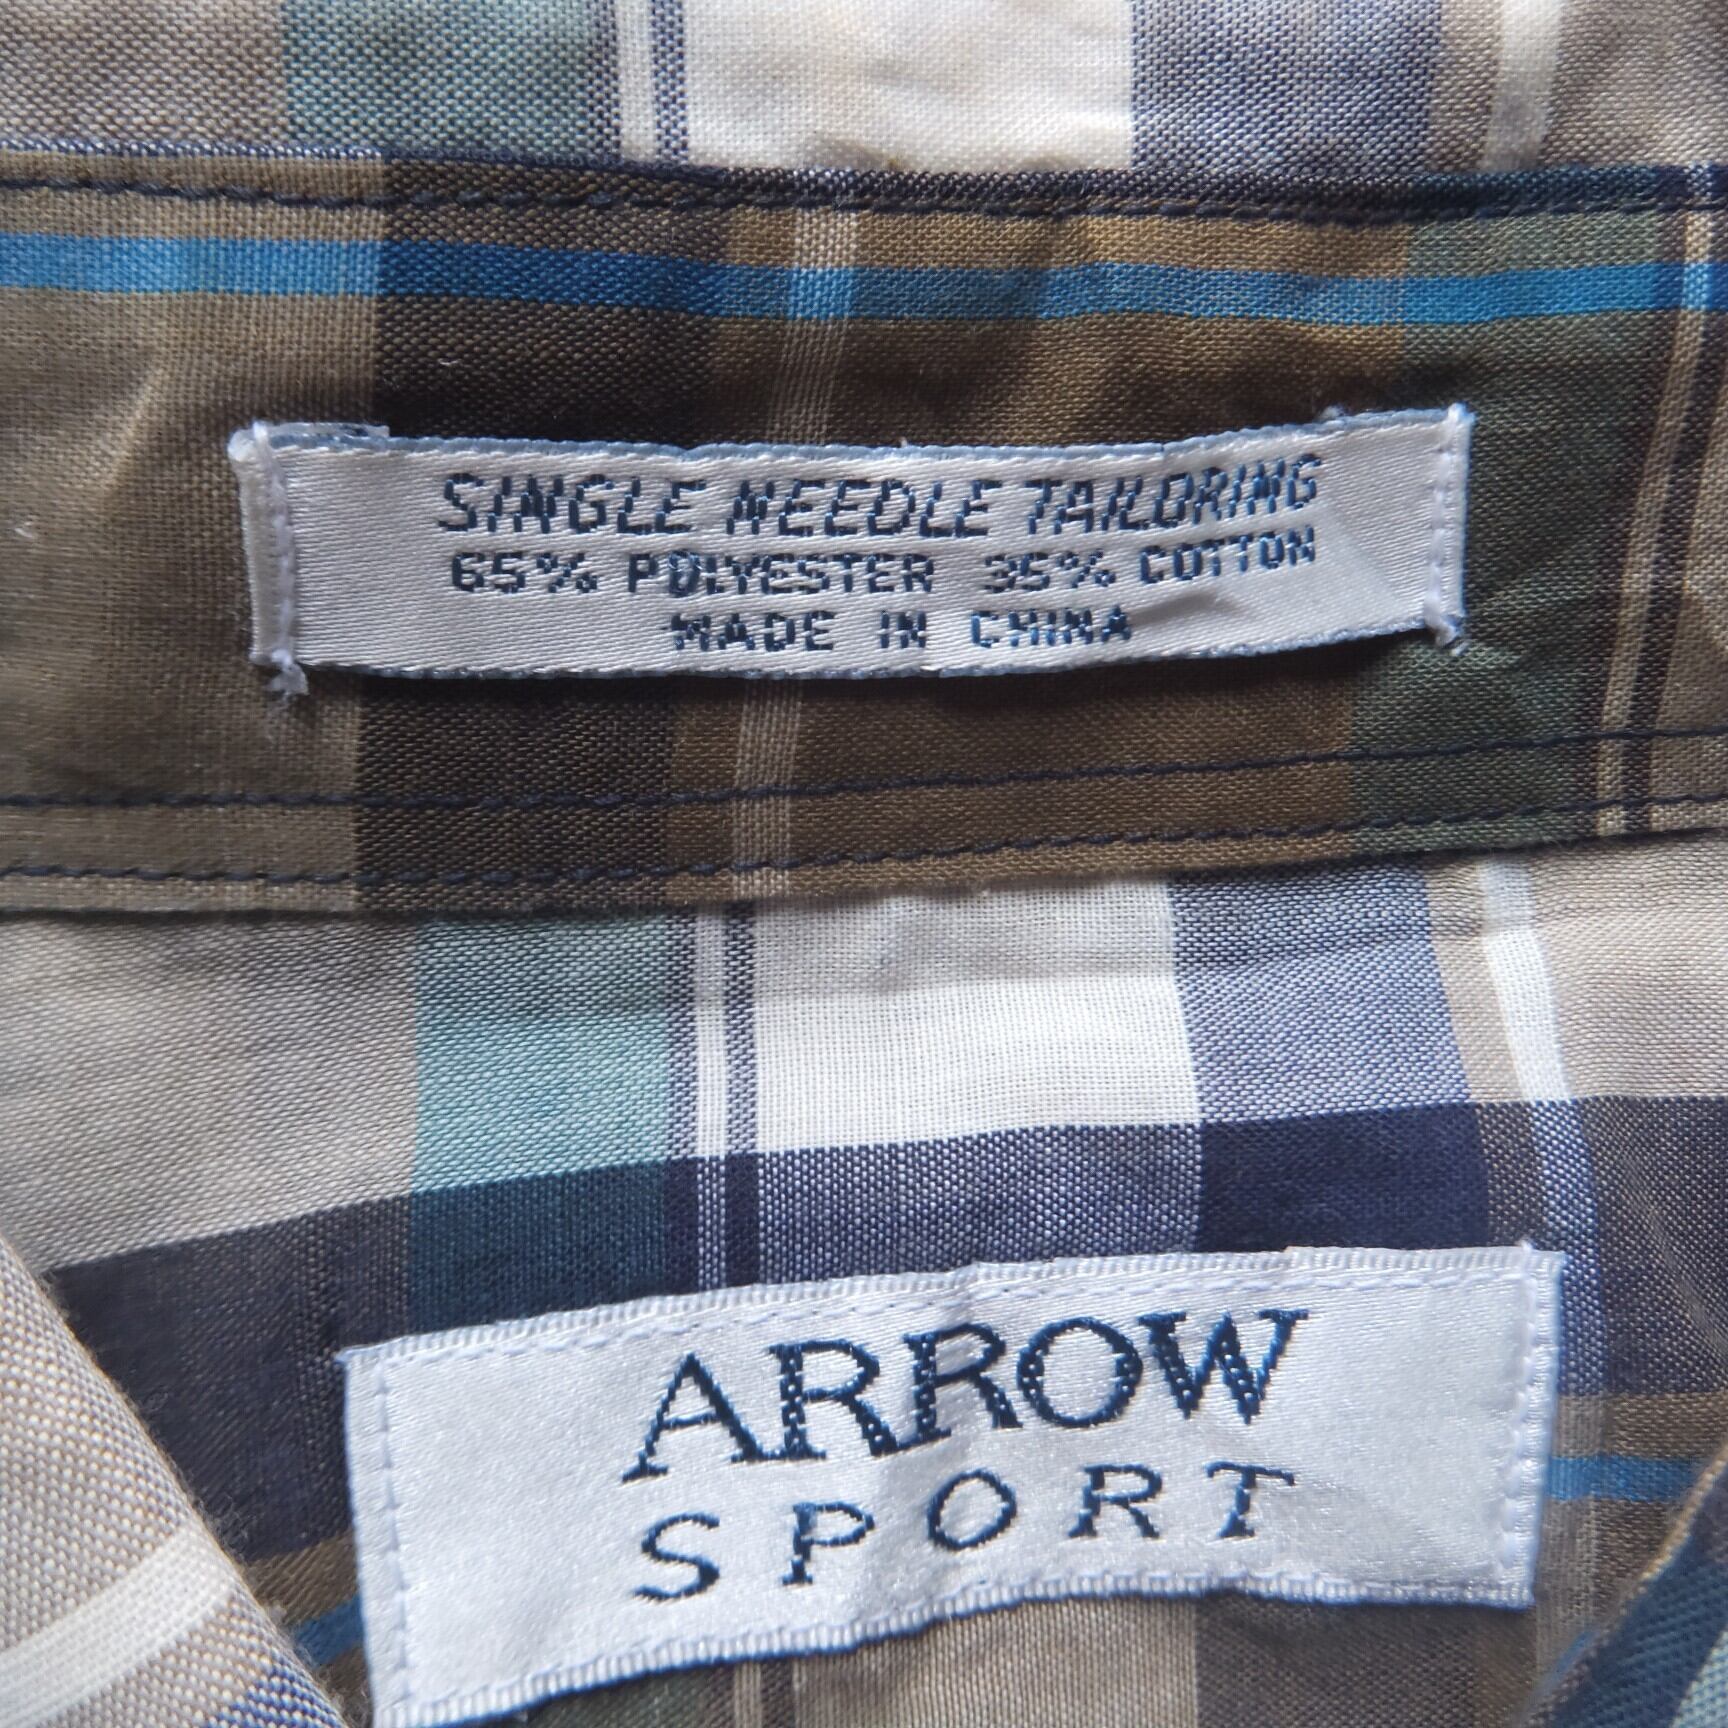 SINGLE NEEDLE TAILORING
65% POLYESTER 35% COTTON
MADE IN CHINA
ARROW
SPORT